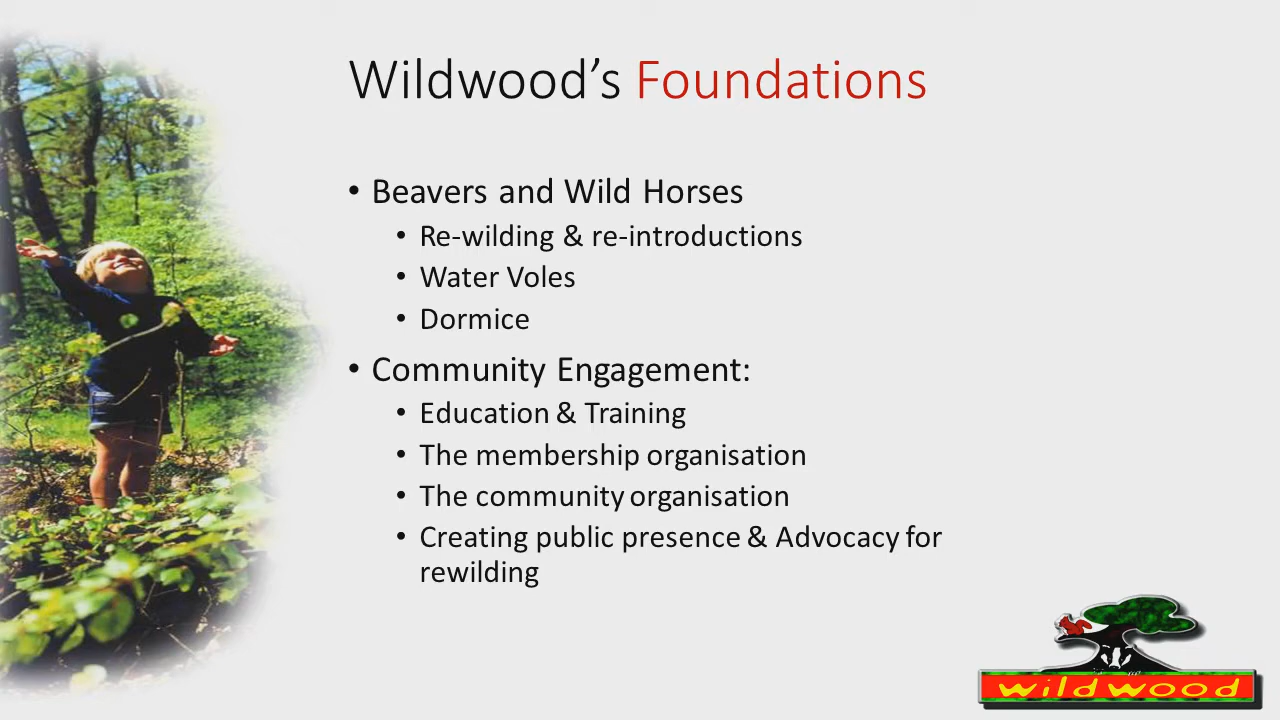 Wildwood’s Foundations
• Beavers and Wild Horses
• Re-wilding & re-introductions
• Water Voles
• Dormice
• Community Engagement:
• Education & Training
• The membership organisation
• The community organisation
• Creating public presence & Advocacy for
rewilding
wildwood